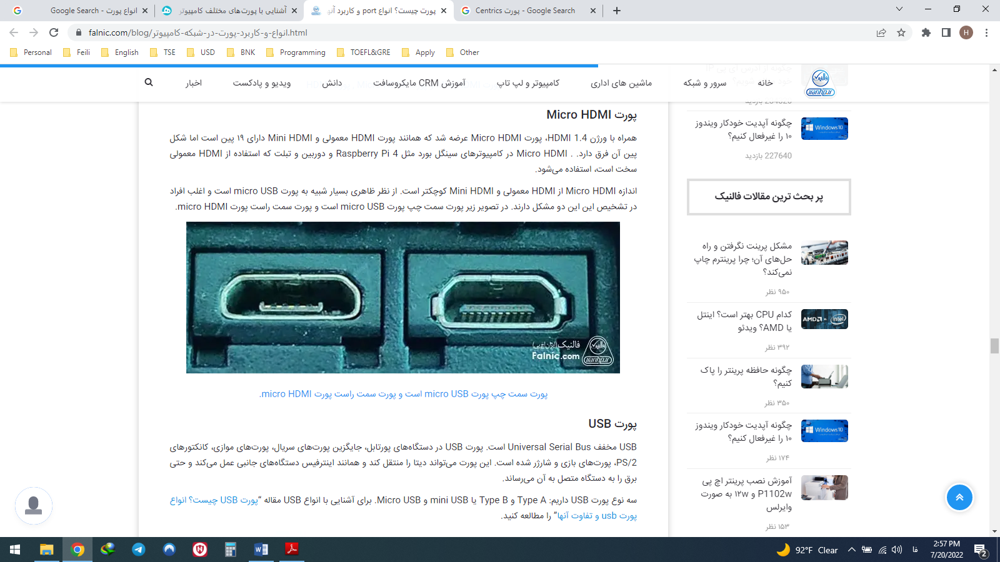 انواع پورت - Google Search
آشنایی با پورت‌های مختلف کامپیوتر
پورت چیست؟ انواع port و کاربرد آنها
Centrics پورت - Google Search
falnic.com/blog/انواع-و-کاربرد-پورت-در-شبکه-کامپیوتر.html
H
Personal
Feili
English
TSE
USD
BNK
Programming
TOEFL&GRE
Apply
Other
خانه
سرور و شبکه
ماشین های اداری
کامپیوتر و لپ تاپ
آموزش CRM مایکروسافت
دانش
ویدیو و پادکست
اخبار
فالنیک
iranhp.ir
پورت Micro HDMI
همراه با ورژن HDMI 1.4، پورت Micro HDMI عرضه شد که همانند پورت HDMI معمولی و Mini HDMI دارای ۱۹ پین است اما شکل
پین آن فرق دارد. . Micro HDMI در کامپیوترهای سینگل بورد مثل Raspberry Pi 4 و دوربین و تبلت که استفاده از HDMI معمولی
سخت است، استفاده می‌شود.
اندازه Micro HDMI از HDMI معمولی و Mini HDMI کوچکتر است. از نظر ظاهری بسیار شبیه به پورت micro USB است و اغلب افراد
در تشخیص این این دو مشکل دارند. در تصویر زیر پورت سمت چپ پورت micro USB است و پورت سمت راست پورت micro HDMI.
فالنیک (ایران اچ پی)
Falnic.com
iranhp.ir
پورت سمت چپ پورت micro USB است و پورت سمت راست پورت micro HDMI.
پورت USB
USB مخفف Universal Serial Bus است. پورت USB در دستگاه‌های پورتابل، جایگزین پورت‌های سریال، پورت‌های موازی، کانکتورهای
PS/2، پورت‌های بازی و شارژر شده است. این پورت می‌تواند دیتا را منتقل کند و همانند اینترفیس دستگاه‌های جانبی عمل می‌کند و حتی
برق را به دستگاه متصل به آن می‌رساند.
سه نوع پورت USB داریم: Type A و Type B یا mini USB و Micro USB. برای آشنایی با انواع USB مقاله “پورت USB چیست؟ انواع
پورت usb و تفاوت آنها” را مطالعه کنید.
چگونه از آدرس آی پی IP
چگونه آپدیت خودکار ویندوز
۱۰ را غیرفعال کنیم؟
227640 بازدید
Windows 10
پر بحث ترین مقالات فالنیک
مشکل پرینت نگرفتن و راه
حل‌های آن؛ چرا پرینترم چاپ
نمی‌کند؟
۹۵۰ نظر
کدام CPU بهتر است؟ اینتل
یا AMD؟ ویدئو
AMD
intel
۳۹۲ نظر
چگونه حافظه پرینتر را پاک
کنیم؟
۳۵۰ نظر
چگونه آپدیت خودکار ویندوز
۱۰ را غیرفعال کنیم؟
Windows 10
۱۷۴ نظر
آموزش نصب پرینتر اچ پی
P1102w و ۱۲w به صورت
وایرلس
۱۵۳ نظر
92°F Clear
فا
2:57 PM
7/20/2022
2